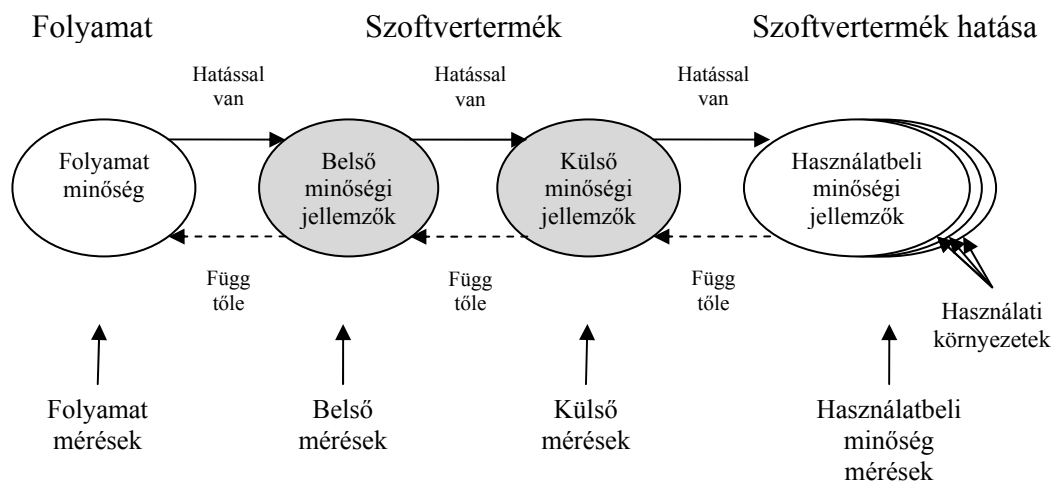 Folyamat
Szoftvertermék
Szoftvertermék hatása
Hatással
van
Hatással
van
Hatással
van
Folyamat
minőség
Belső
minőségi
jellemzők
Külső
minőségi
jellemzők
Használatbeli
minőségi
jellemzők
Függ
tőle
Függ
tőle
Függ
tőle
Használati
környezetek
Folyamat
mérések
Belső
mérések
Külső
mérések
Használatbeli
minőség
mérések